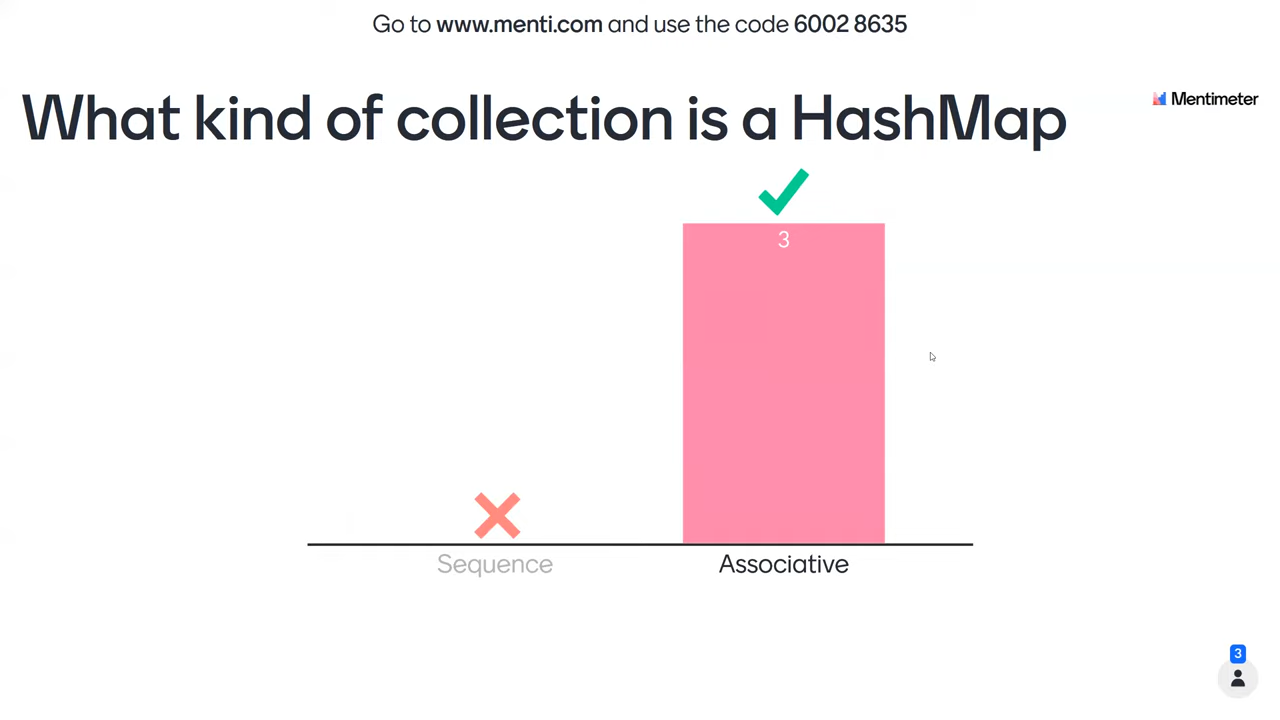 Go to www.menti.com and use the code 6002 8635
What kind of collection is a HashMap
Mentimeter
3
Sequence
Associative
3